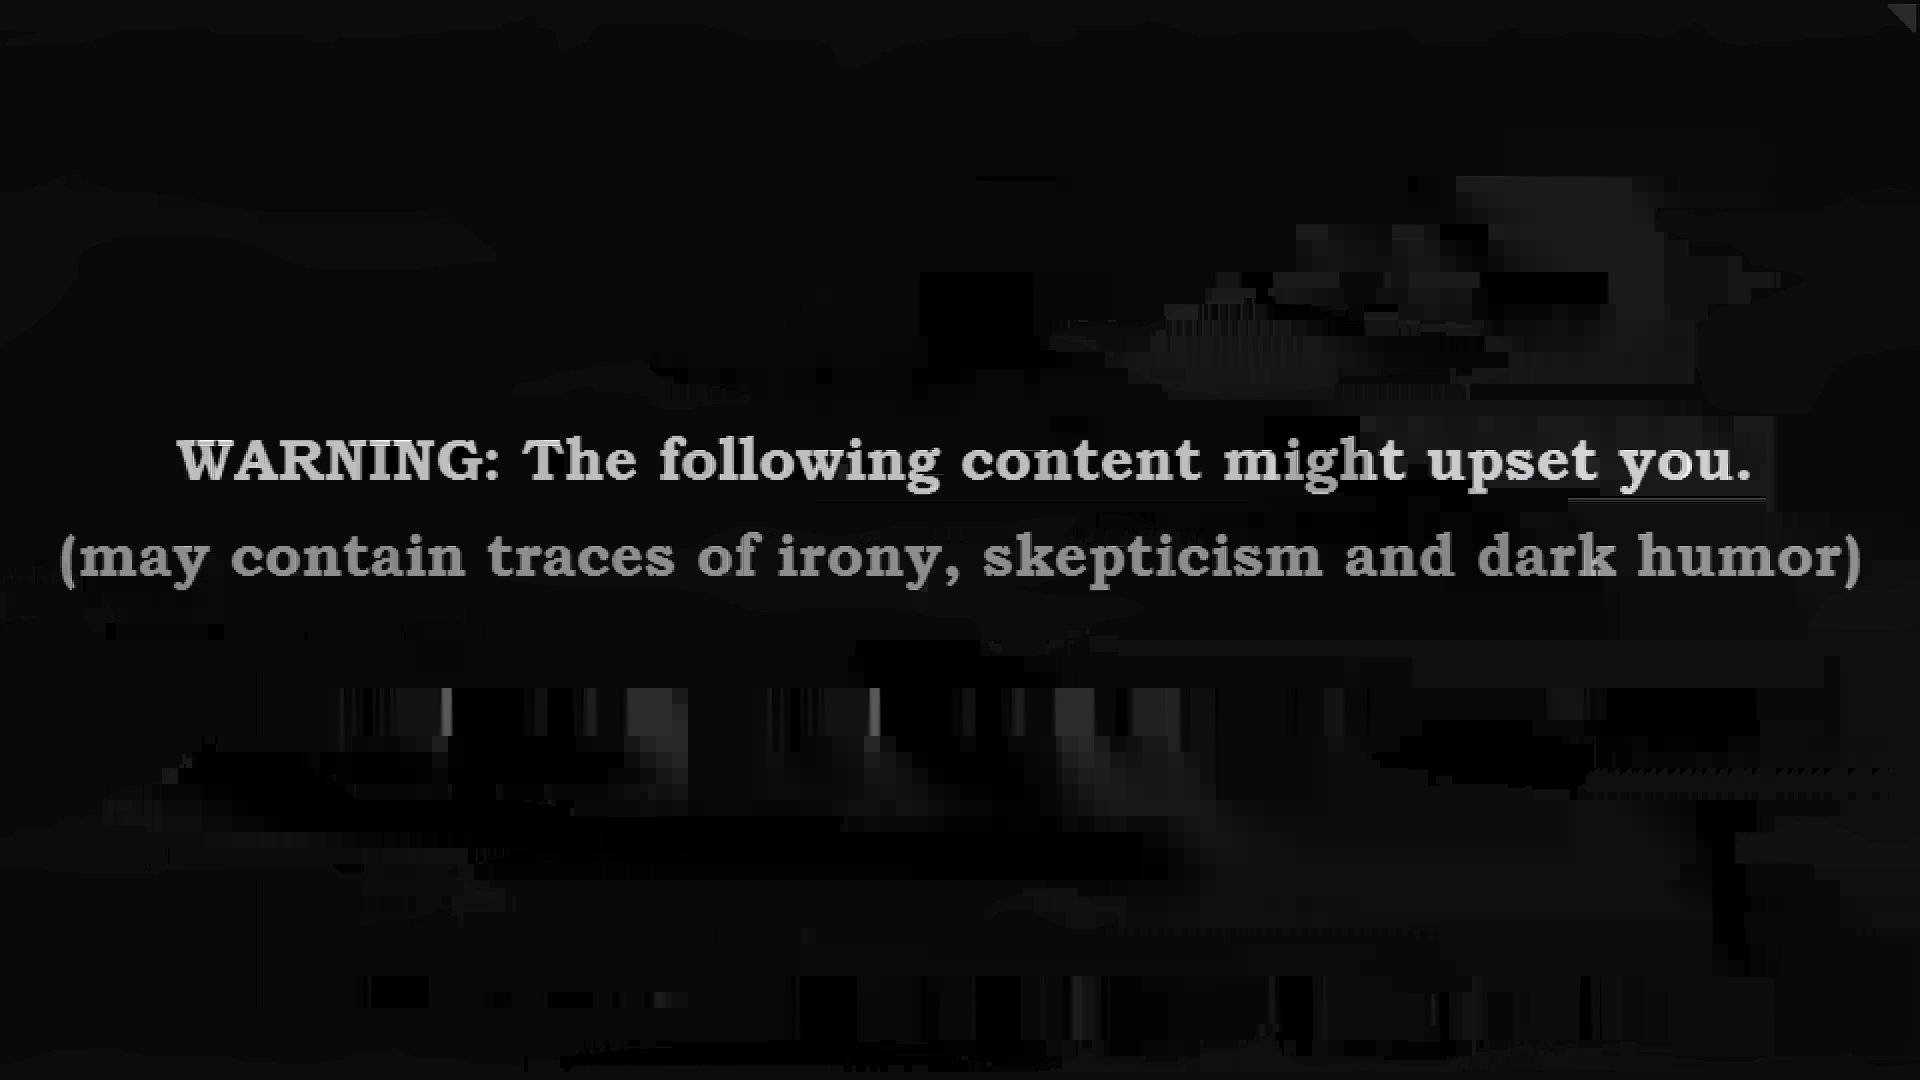 WARNING: The following content might upset you.
(may contain traces of irony, skepticism and dark humor)